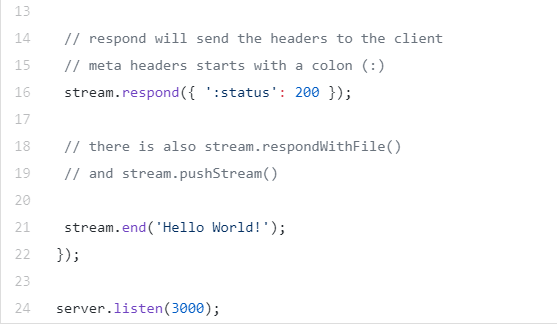 13
14 // respond will send the headers to the client
15 // meta headers starts with a colon (:)
16 stream.respond({ ':status': 200 });
17
18 // there is also stream.respondWithFile()
19 // and stream.pushStream()
20
21 stream.end('Hello World!');
22 });
23
24 server.listen(3000);